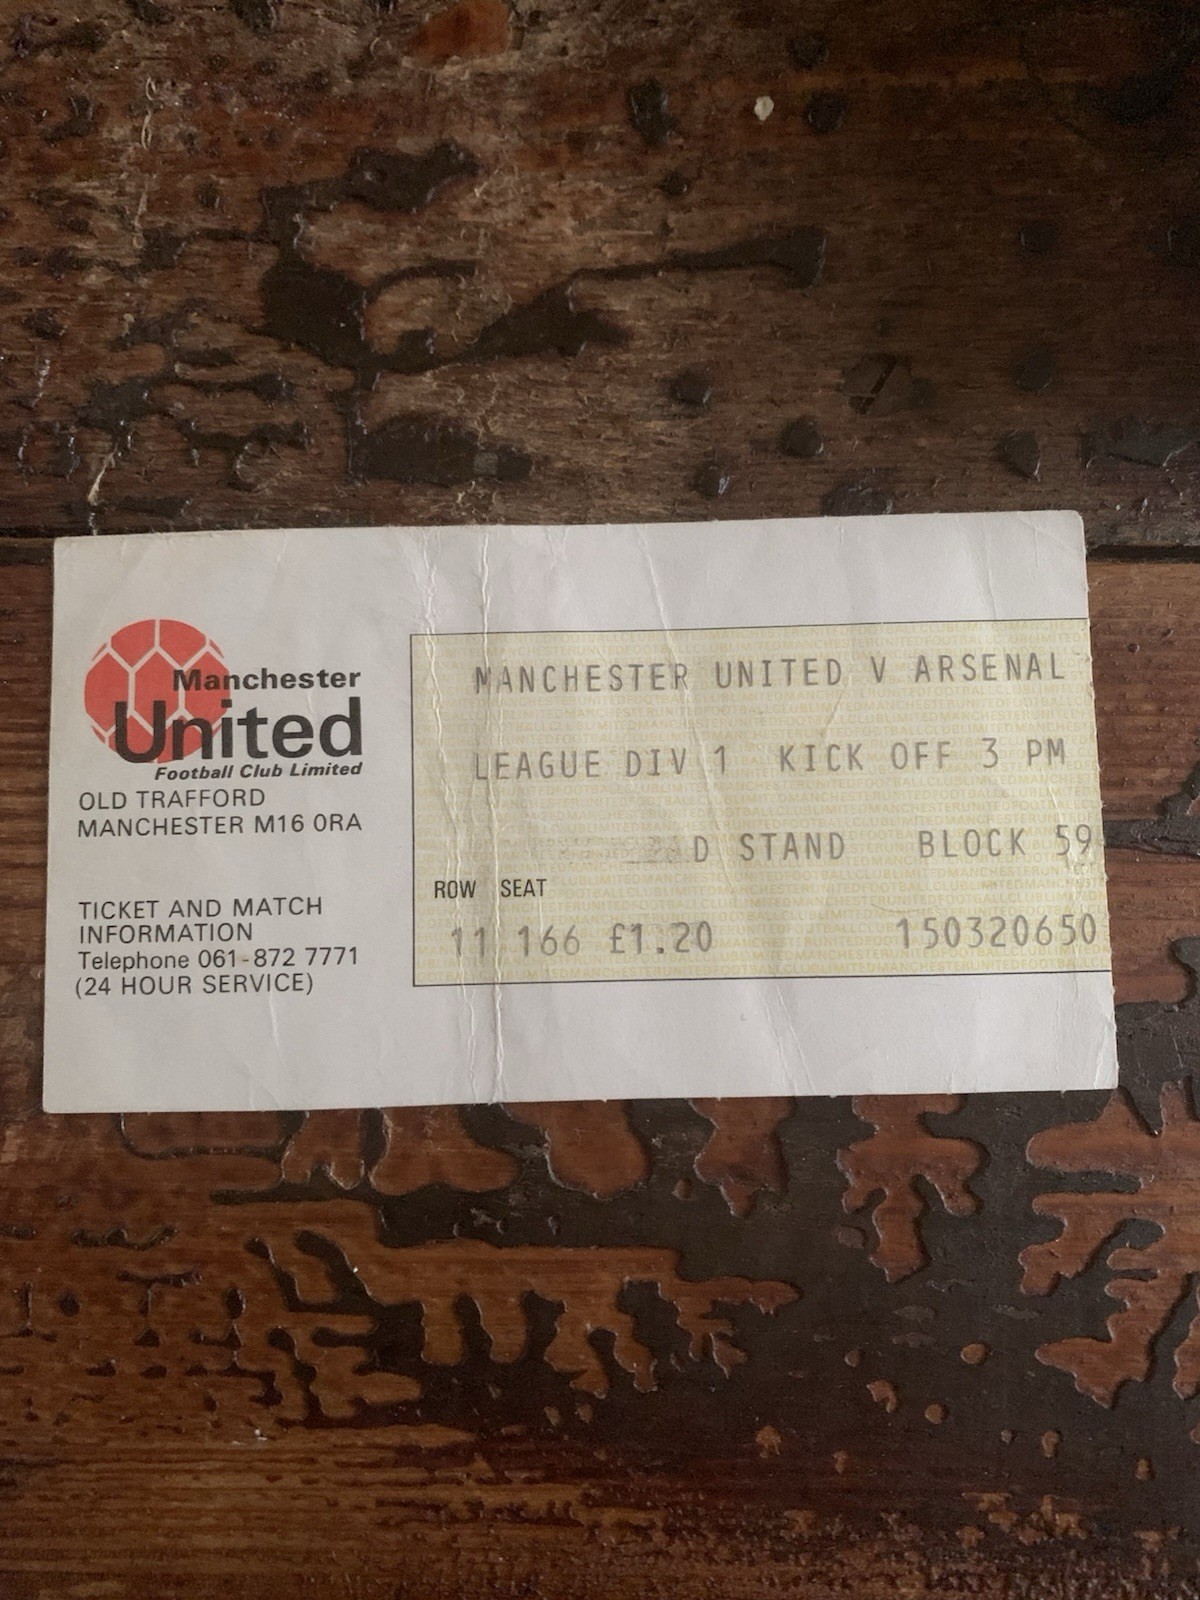 Manchester
United
Football Club Limited
OLD TRAFFORD
MANCHESTER M16 0RA
TICKET AND MATCH
INFORMATION
Telephone 061-872 7771
(24 HOUR SERVICE)
MANCHESTER UNITED V ARSENAL
LEAGUE DIV 1 KICK OFF 3 PM
STAND BLOCK 59
ROW SEAT
11 166 £1.20 150320650